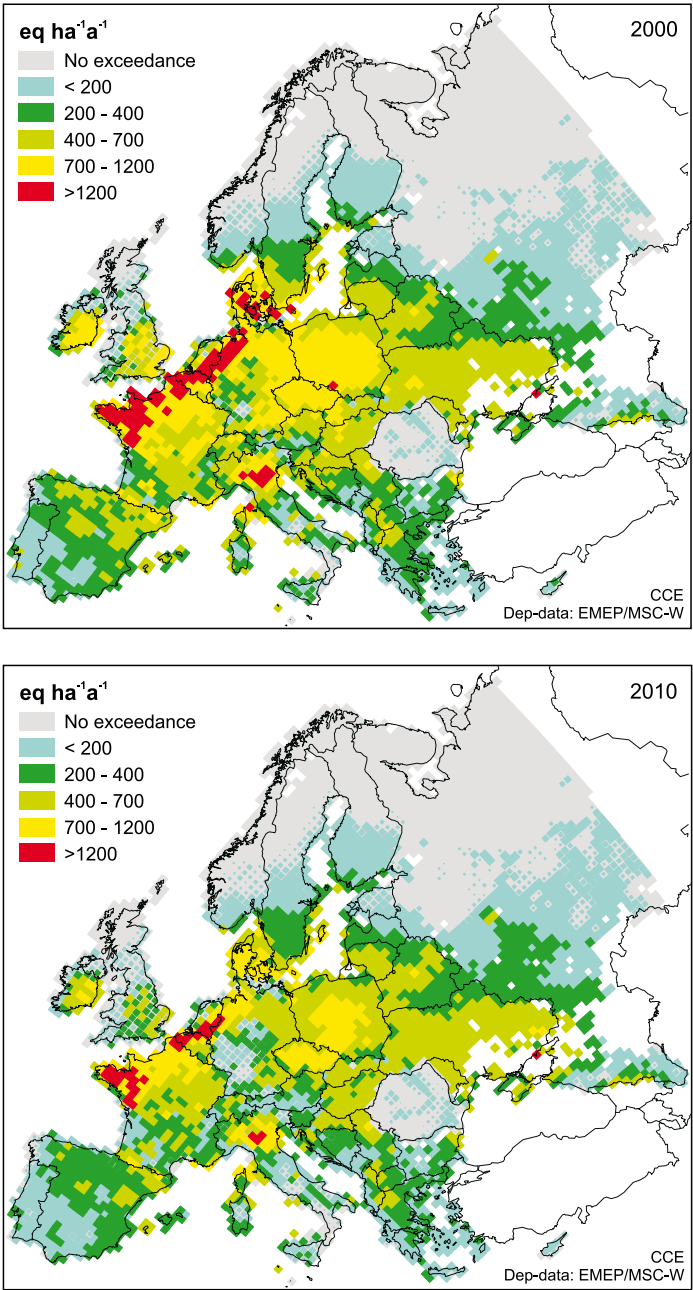 eq ha⁻¹a⁻¹
2000
No exceedance
< 200
200 - 400
400 - 700
700 - 1200
>1200
CCE
Dep-data: EMEP/MSC-W
eq ha⁻¹a⁻¹
2010
No exceedance
< 200
200 - 400
400 - 700
700 - 1200
>1200
CCE
Dep-data: EMEP/MSC-W